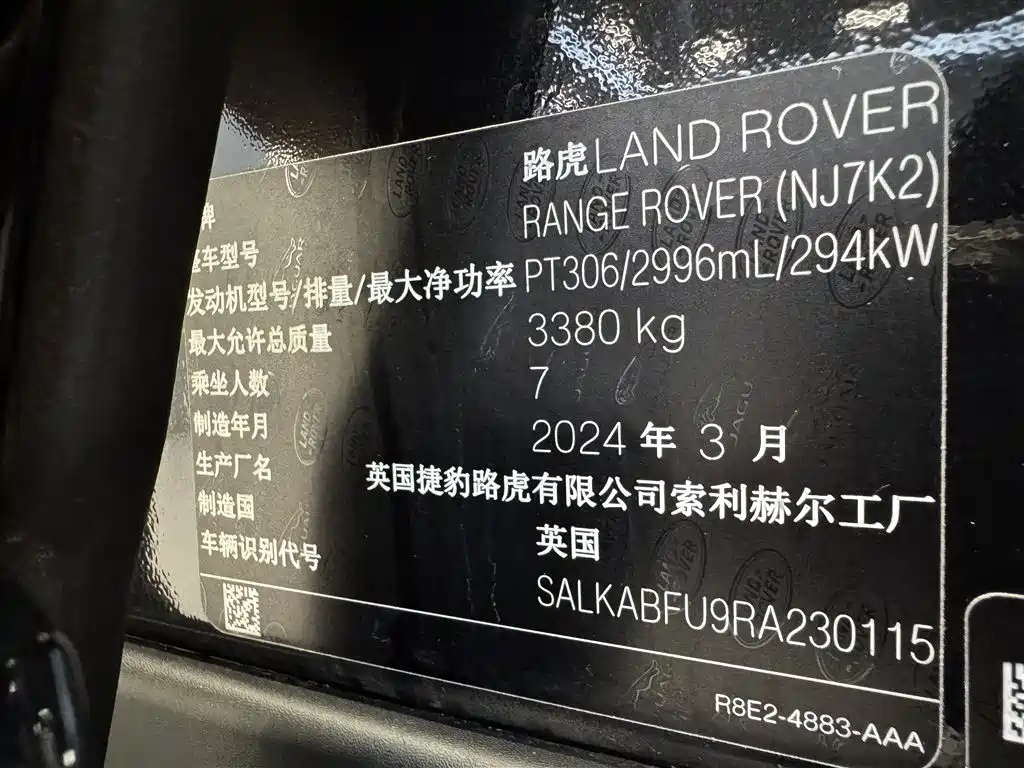 牌 路虎LAND ROVER
整车型号 RANGE ROVER (NJ7K2)
发动机型号/排量/最大净功率 PT306/2996mL/294kW
最大允许总质量 3380 kg
乘坐人数 7
制造年月 2024 年 3 月
生产厂名 英国捷豹路虎有限公司索利赫尔工厂
制造国 英国
车辆识别代号 SALKABFU9RA230115
R8E2-4883-AAA